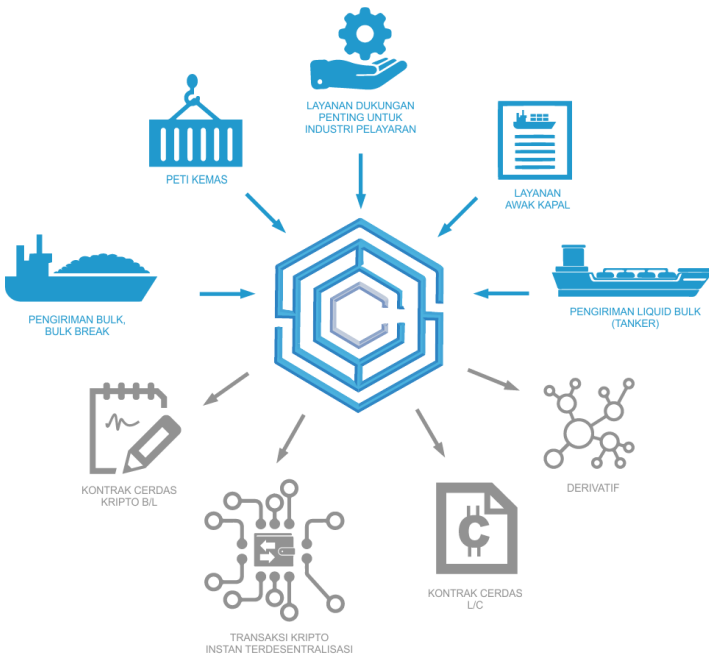 LAYANAN DUKUNGAN
PENTING UNTUK
INDUSTRI PELAYARAN
PETI KEMAS
LAYANAN
AWAK KAPAL
PENGIRIMAN BULK,
BULK BREAK
PENGIRIMAN LIQUID BULK
(TANKER)
KONTRAK CERDAS
KRIPTO B/L
DERIVATIF
KONTRAK CERDAS
L/C
TRANSAKSI KRIPTO
INSTAN TERDESENTRALISASI